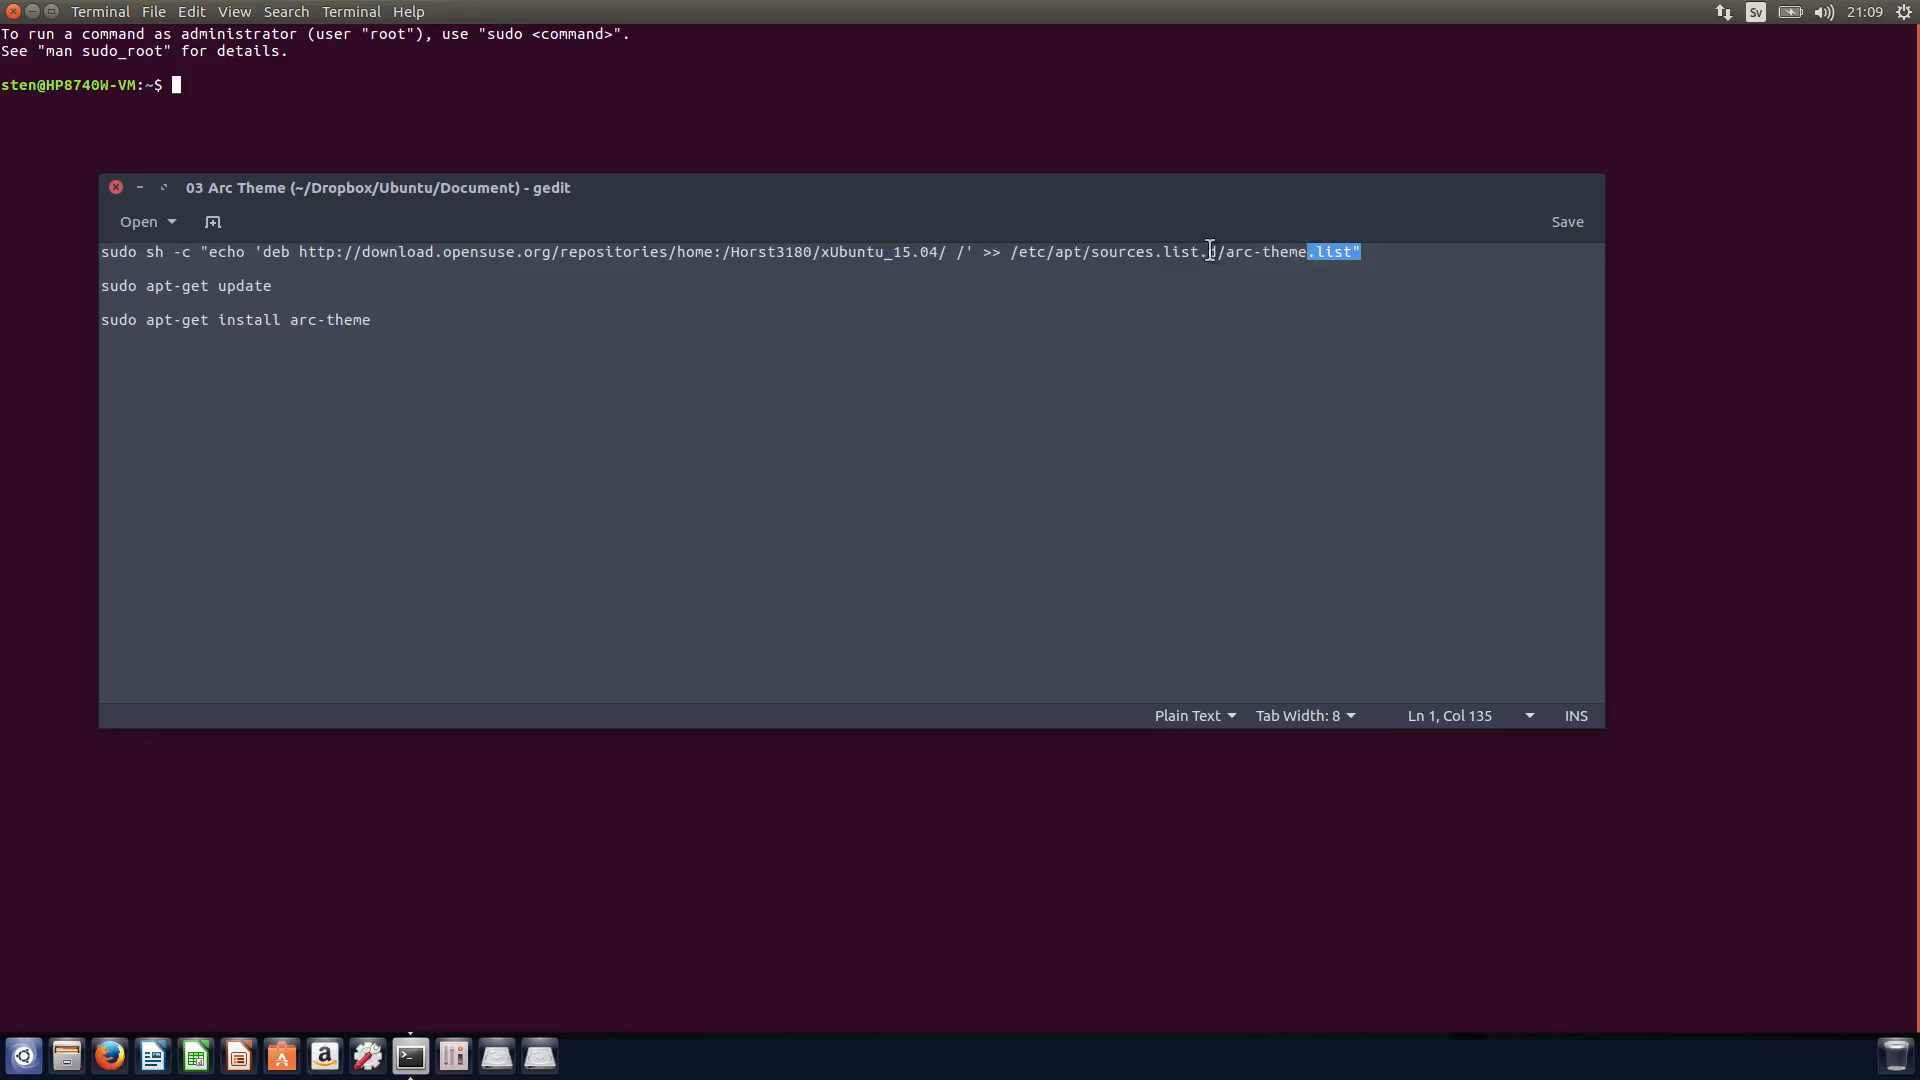 Terminal File Edit View Search Terminal Help
Sv 21:09
To run a command as administrator (user "root"), use "sudo <command>".
See "man sudo_root" for details.
sten@HP8740W-VM:~$
03 Arc Theme (~/Dropbox/Ubuntu/Document) - gedit
Open Save
sudo sh -c "echo 'deb http://download.opensuse.org/repositories/home:/Horst3180/xUbuntu_15.04/ /' >> /etc/apt/sources.list.d/arc-theme.list"
sudo apt-get update
sudo apt-get install arc-theme
Plain Text Tab Width: 8 Ln 1, Col 135 INS